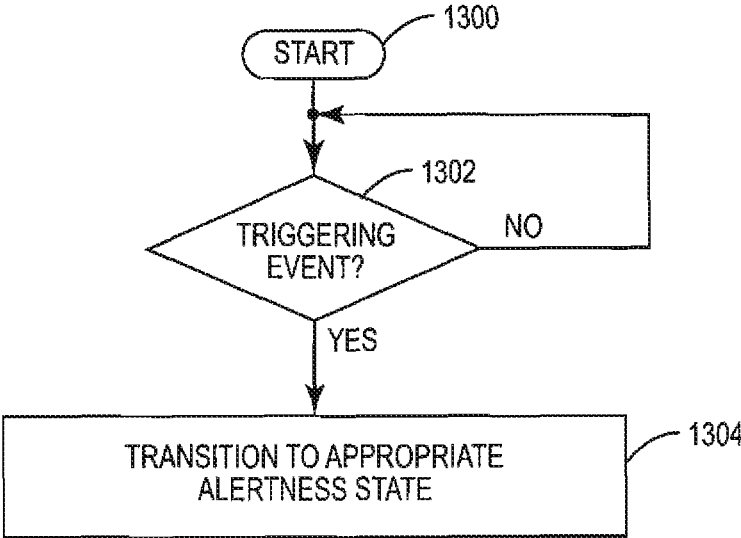 1300
START
1302
TRIGGERING
EVENT?
NO
YES
TRANSITION TO APPROPRIATE
ALERTNESS STATE
1304